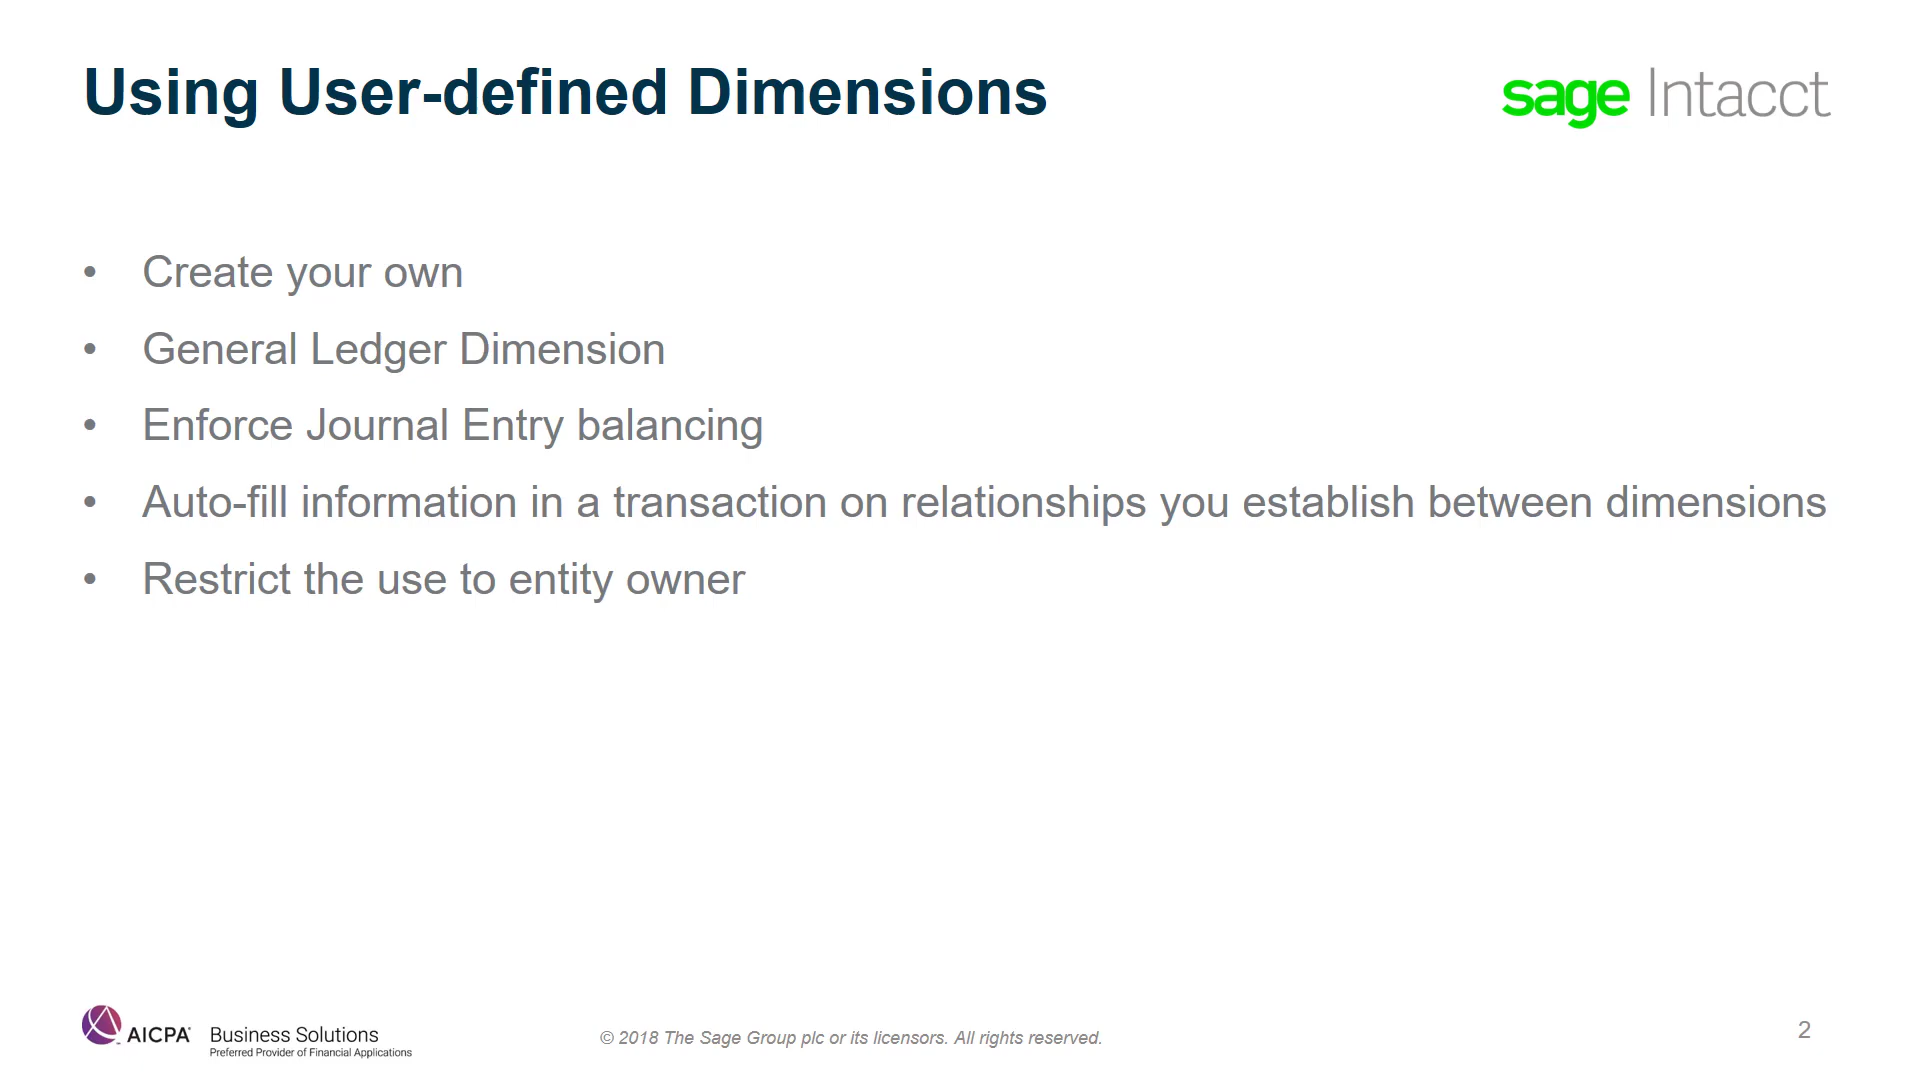 Using User-defined Dimensions
sage Intacct
• Create your own
• General Ledger Dimension
• Enforce Journal Entry balancing
• Auto-fill information in a transaction on relationships you establish between dimensions
• Restrict the use to entity owner
AICPA Business Solutions
Preferred Provider of Financial Applications
© 2018 The Sage Group plc or its licensors. All rights reserved.
2